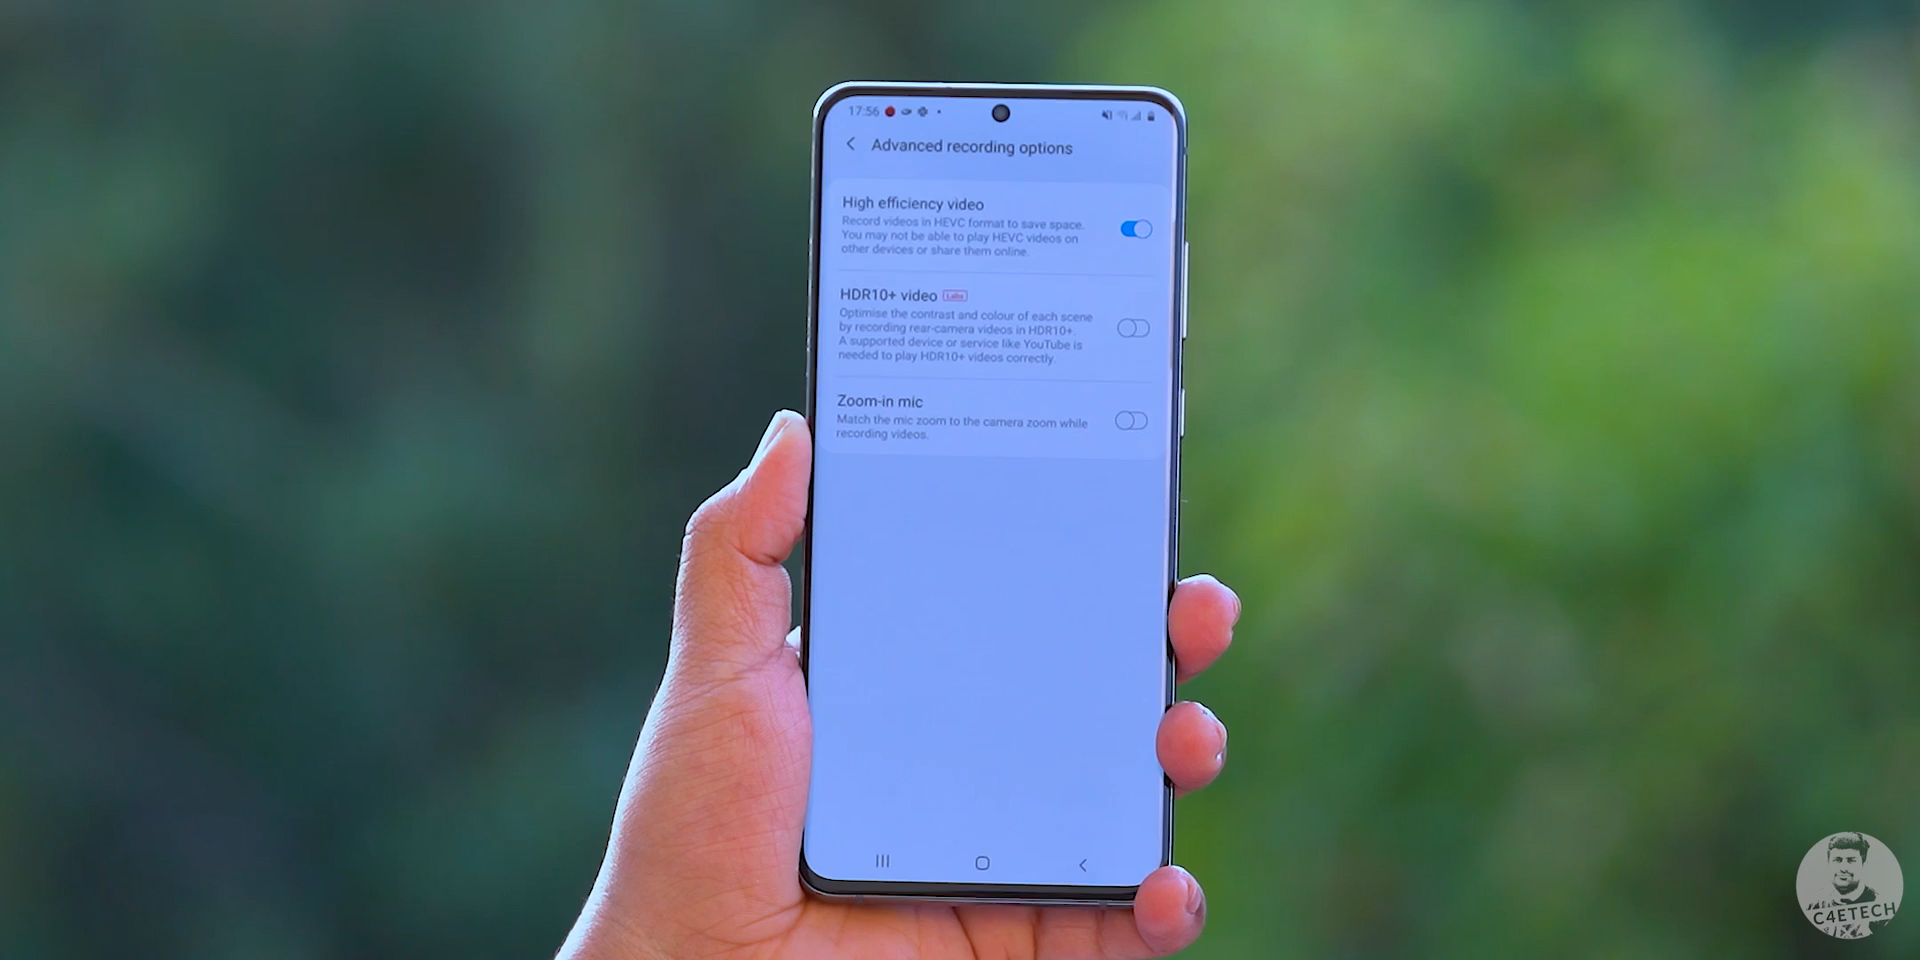 17:56
Advanced recording options
High efficiency video
Record videos in HEVC format to save space.
You may not be able to play HEVC videos on
other devices or share them online.
HDR10+ video Labs
Optimise the contrast and colour of each scene
by recording rear-camera videos in HDR10+.
A supported device or service like YouTube is
needed to play HDR10+ videos correctly.
Zoom-in mic
Match the mic zoom to the camera zoom while
recording videos.
C4ETECH